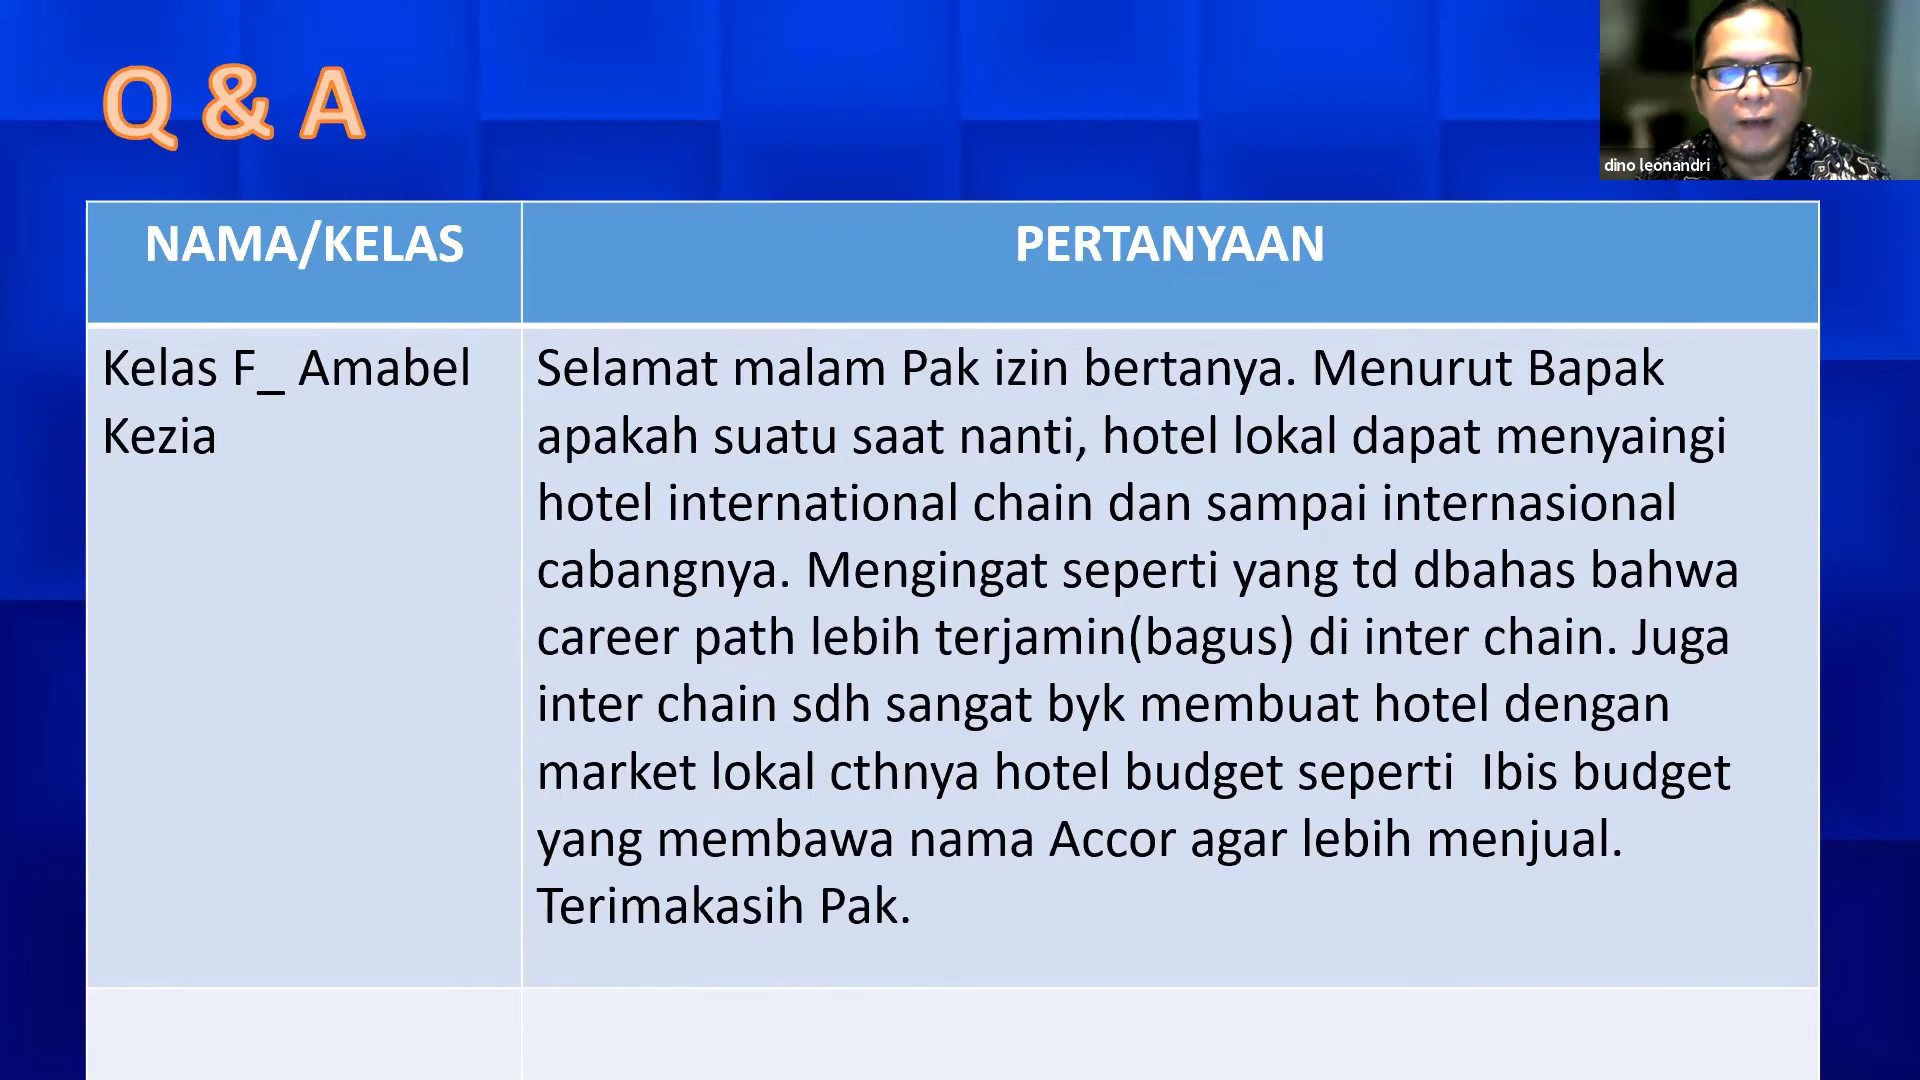 Q & A
dino leonandri
NAMA/KELAS
PERTANYAAN
Kelas F_ Amabel
Kezia
Selamat malam Pak izin bertanya. Menurut Bapak
apakah suatu saat nanti, hotel lokal dapat menyaingi
hotel international chain dan sampai internasional
cabangnya. Mengingat seperti yang td dbahas bahwa
career path lebih terjamin(bagus) di inter chain. Juga
inter chain sdh sangat byk membuat hotel dengan
market lokal cthnya hotel budget seperti  Ibis budget
yang membawa nama Accor agar lebih menjual.
Terimakasih Pak.